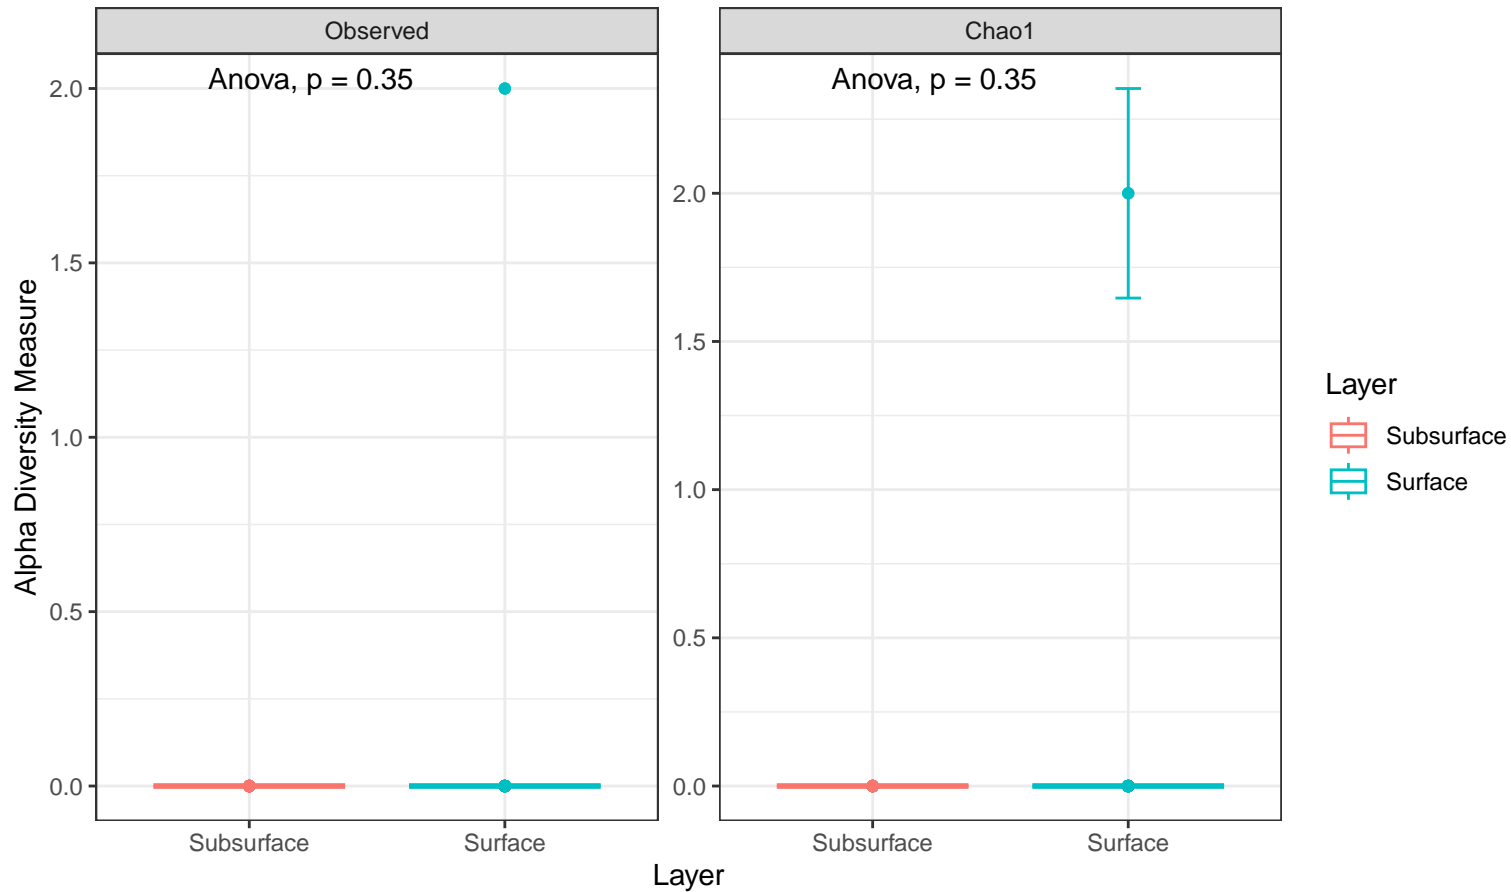 Observed
Chao1
Anova, p = 0.35
Anova, p = 0.35
Alpha Diversity Measure
2.0
1.5
1.0
0.5
0.0
2.0
1.5
1.0
0.5
0.0
Subsurface
Surface
Subsurface
Surface
Layer
Layer
Subsurface
Surface